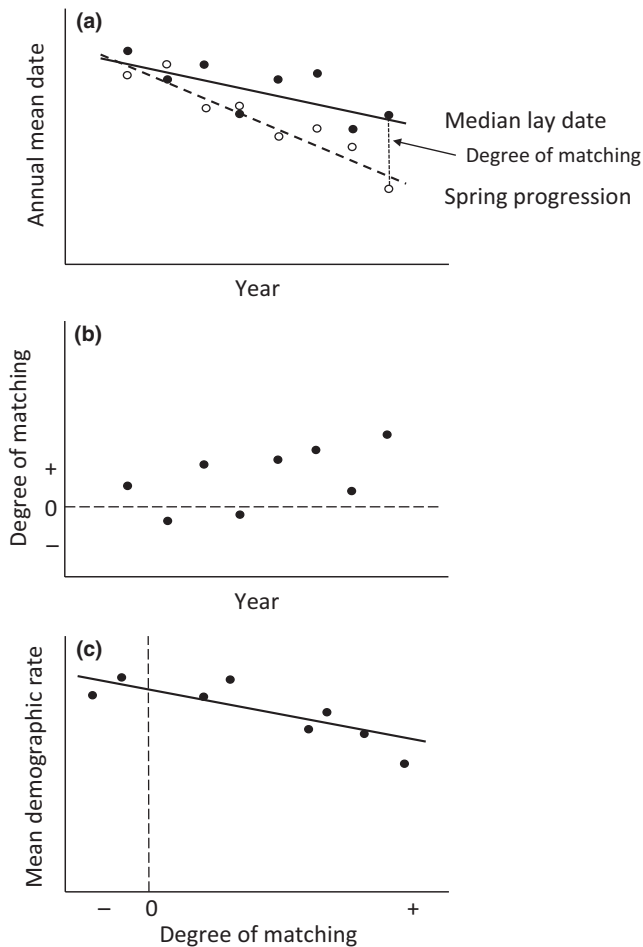 (a)
Annual mean date
Median lay date
Degree of matching
Spring progression
Year
(b)
Degree of matching
+
0
–
Year
(c)
Mean demographic rate
– 0 +
Degree of matching